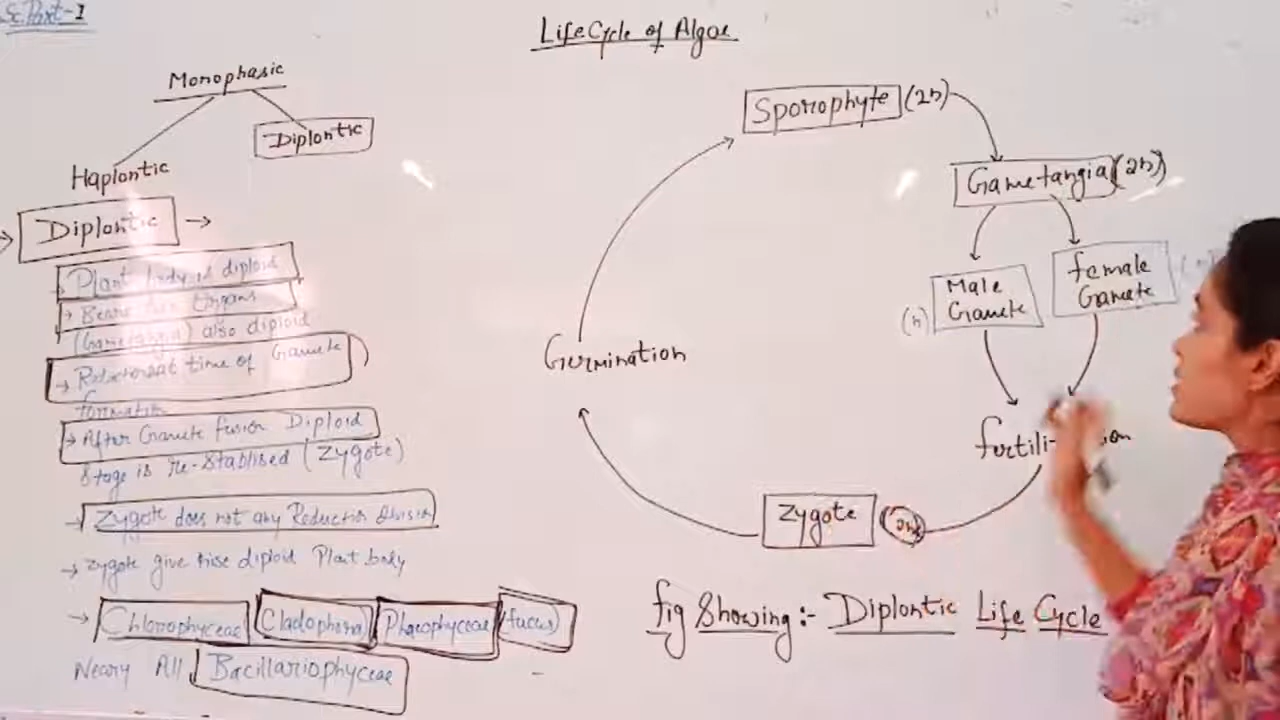 Sc Part-1
Life Cycle of Algae
Monophasic
Diplontic
Haplontic
Diplontic
Plant body is diploid
Bears Organs
(Gametangia) also diploid
Reduction at time of Gamete
formation
After Gamete fusion Diploid
Stage is re-Stablised (Zygote)
Zygote does not any Reduction division
Zygote give rise diploid Plant body
Chlorophyceae (Cladophora) Phaeophyceae (fucus)
Neary All Bacillariophyceae
Sporophyte (2n)
Gametangia (2n)
Male
Gamete
(n)
female
Gamete
(n)
fertili on
Zygote (2n)
Germination
fig Showing:- Diplontic Life Cycle